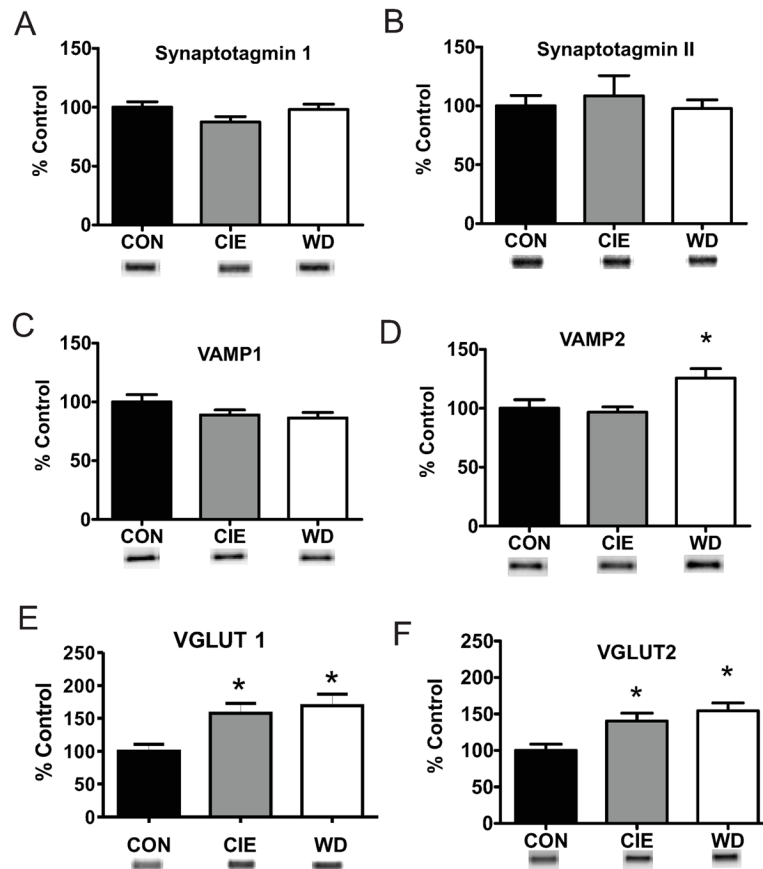 A
Synaptotagmin 1
% Control
150
100
50
0
CON CIE WD
B
Synaptotagmin II
% Control
150
100
50
0
CON CIE WD
C
VAMP1
% Control
150
100
50
0
CON CIE WD
D
VAMP2
% Control
150
100
50
0
*
CON CIE WD
E
VGLUT 1
% Control
250
200
150
100
50
0
* *
CON CIE WD
F
VGLUT2
% Control
250
200
150
100
50
0
* *
CON CIE WD